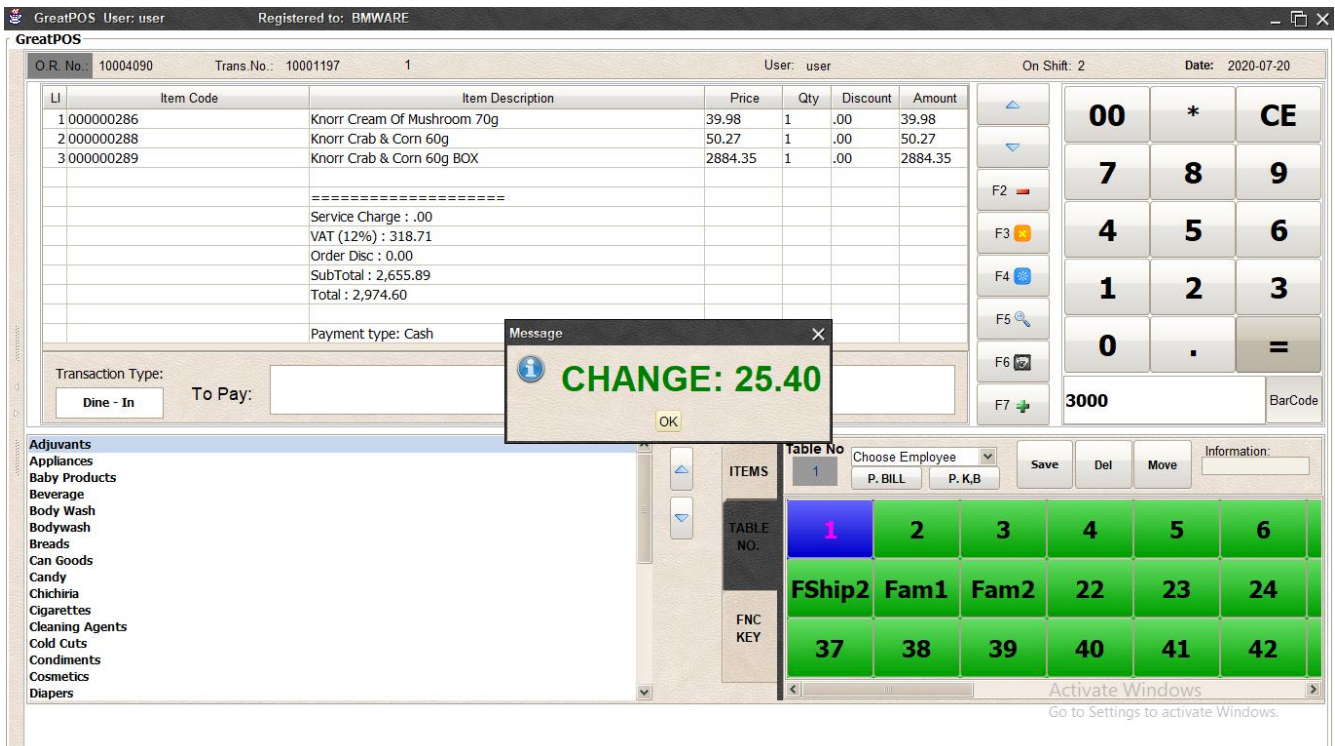 GreatPOS User: user Registered to: BMWARE
GreatPOS
O.R. No.: 10004090 Trans.No.: 10001197 1 User: user On Shift: 2 Date: 2020-07-20
LI Item Code Item Description Price Qty Discount Amount
1 000000286 Knorr Cream Of Mushroom 70g 39.98 1 .00 39.98
2 000000288 Knorr Crab & Corn 60g 50.27 1 .00 50.27
3 000000289 Knorr Crab & Corn 60g BOX 2884.35 1 .00 2884.35
====================
Service Charge : .00
VAT (12%) : 318.71
Order Disc : 0.00
SubTotal : 2,655.89
Total : 2,974.60
Payment type: Cash
Transaction Type:
Dine - In
To Pay:
Message
CHANGE: 25.40
OK
F2
F3
F4
F5
F6
F7
00 * CE
7 8 9
4 5 6
1 2 3
0 . =
3000 BarCode
Adjuvants
Appliances
Baby Products
Beverage
Body Wash
Bodywash
Breads
Can Goods
Candy
Chichiria
Cigarettes
Cleaning Agents
Cold Cuts
Condiments
Cosmetics
Diapers
ITEMS
TABLE
NO.
FNC
KEY
Table No
1
Choose Employee
P. BILL P. K,B
Save Del Move
Information:
1 2 3 4 5 6
FShip2 Fam1 Fam2 22 23 24
37 38 39 40 41 42
Activate Windows
Go to Settings to activate Windows.